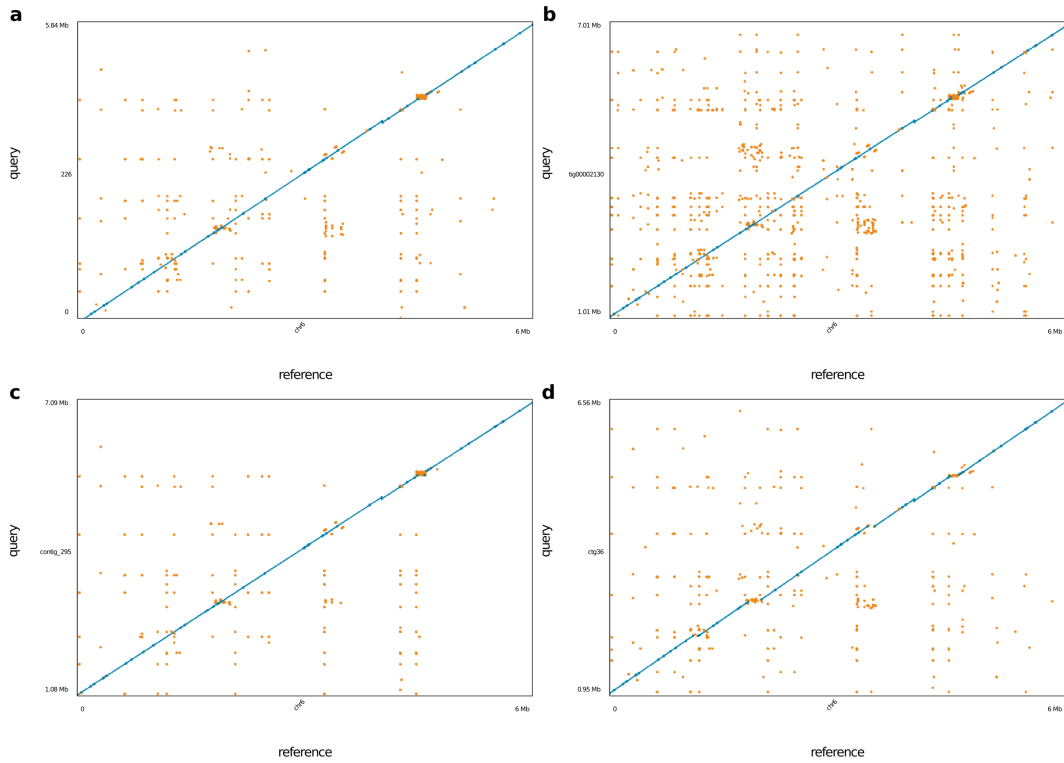 a
5.84 Mb
query
226
0
0
chr6
6 Mb
reference
b
7.01 Mb
query
tig00002130
1.01 Mb
0
chr6
6 Mb
reference
c
7.09 Mb
query
contig_295
1.08 Mb
0
chr6
6 Mb
reference
d
6.56 Mb
query
ctg36
0.95 Mb
0
chr6
6 Mb
reference